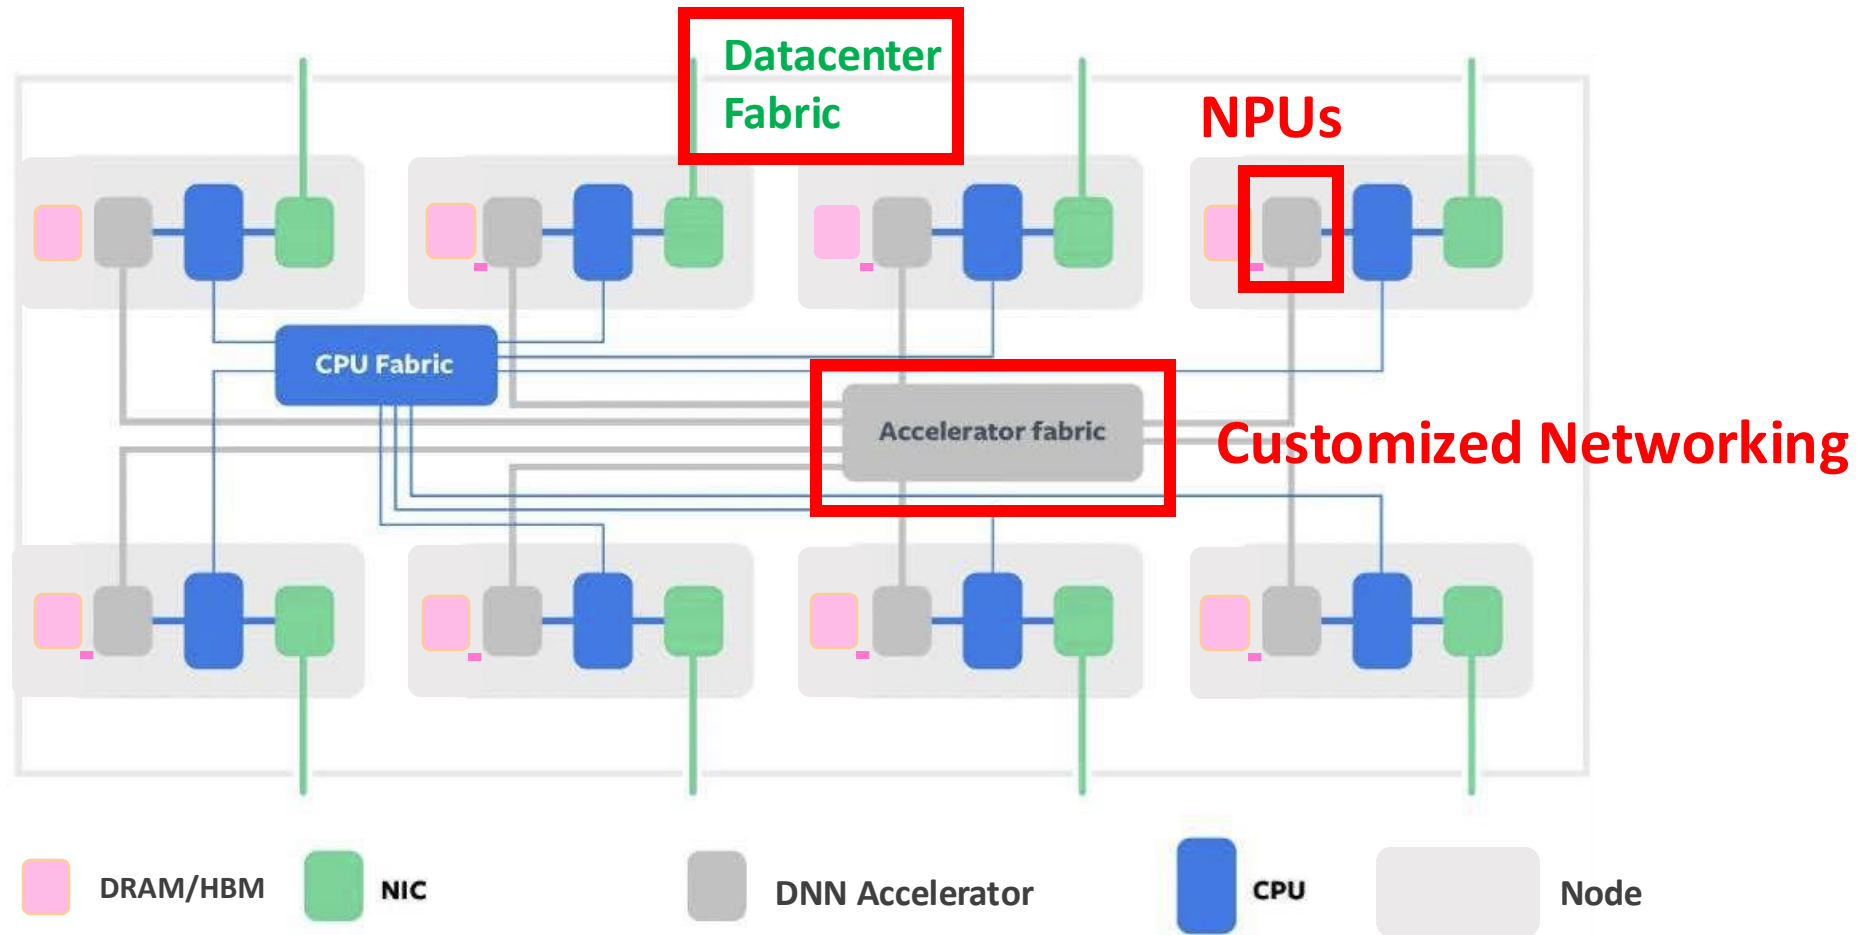 Datacenter
Fabric
NPUs
CPU Fabric
Accelerator fabric
Customized Networking
DRAM/HBM
NIC
DNN Accelerator
CPU
Node